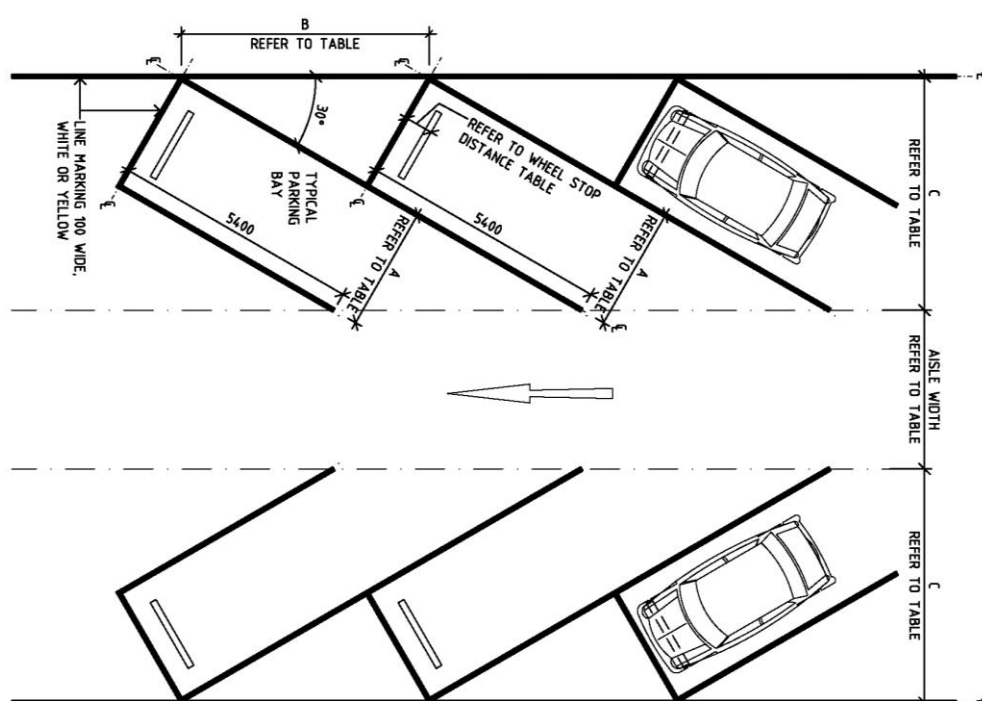 B
REFER TO TABLE
℄
℄
℄
30°
LINE MARKING 100 WIDE,
WHITE OR YELLOW
℄
5400
TYPICAL
PARKING
BAY
℄
REFER TO WHEEL STOP
DISTANCE TABLE
5400
A
REFER TO TABLE
A
REFER TO TABLE
℄
C
REFER TO TABLE
AISLE WIDTH
REFER TO TABLE
C
REFER TO TABLE